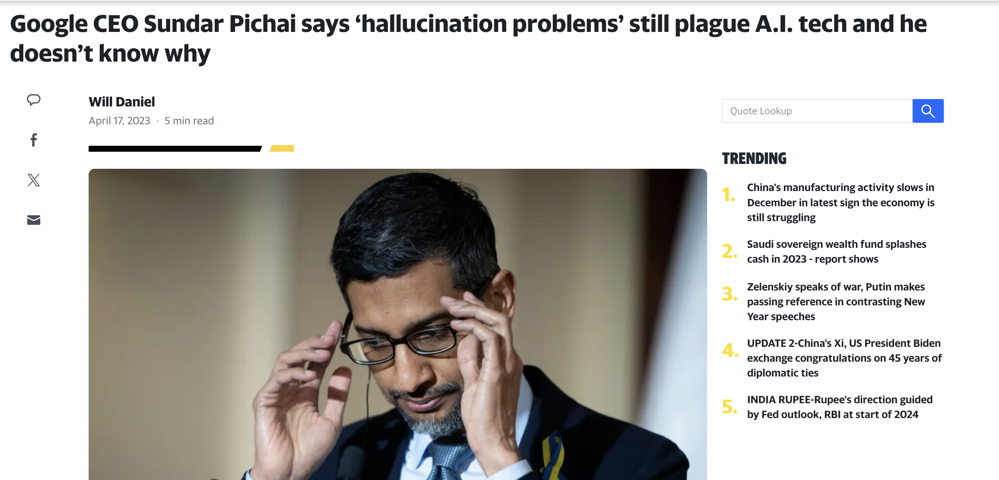 Google CEO Sundar Pichai says ‘hallucination problems’ still plague A.I. tech and he
doesn’t know why
Will Daniel
April 17, 2023 · 5 min read
Quote Lookup
TRENDING
1.
China's manufacturing activity slows in
December in latest sign the economy is
still struggling
2.
Saudi sovereign wealth fund splashes
cash in 2023 - report shows
3.
Zelenskiy speaks of war, Putin makes
passing reference in contrasting New
Year speeches
4.
UPDATE 2-China's Xi, US President Biden
exchange congratulations on 45 years of
diplomatic ties
5.
INDIA RUPEE-Rupee's direction guided
by Fed outlook, RBI at start of 2024